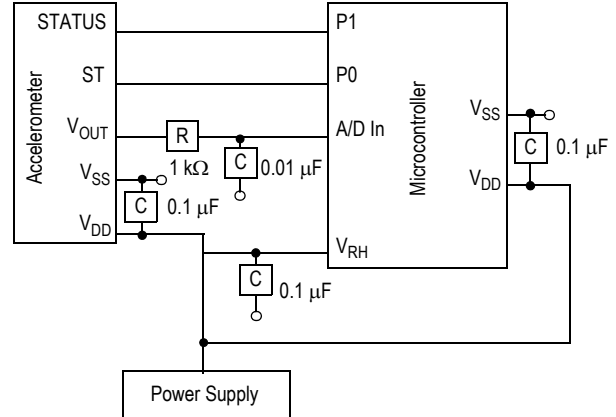 STATUS
P1
ST
P0
V_OUT
R
1 kΩ
A/D In
C
0.01 μF
V_SS
C
0.1 μF
V_DD
Accelerometer
Microcontroller
V_SS
C
0.1 μF
V_DD
V_RH
C
0.1 μF
Power Supply